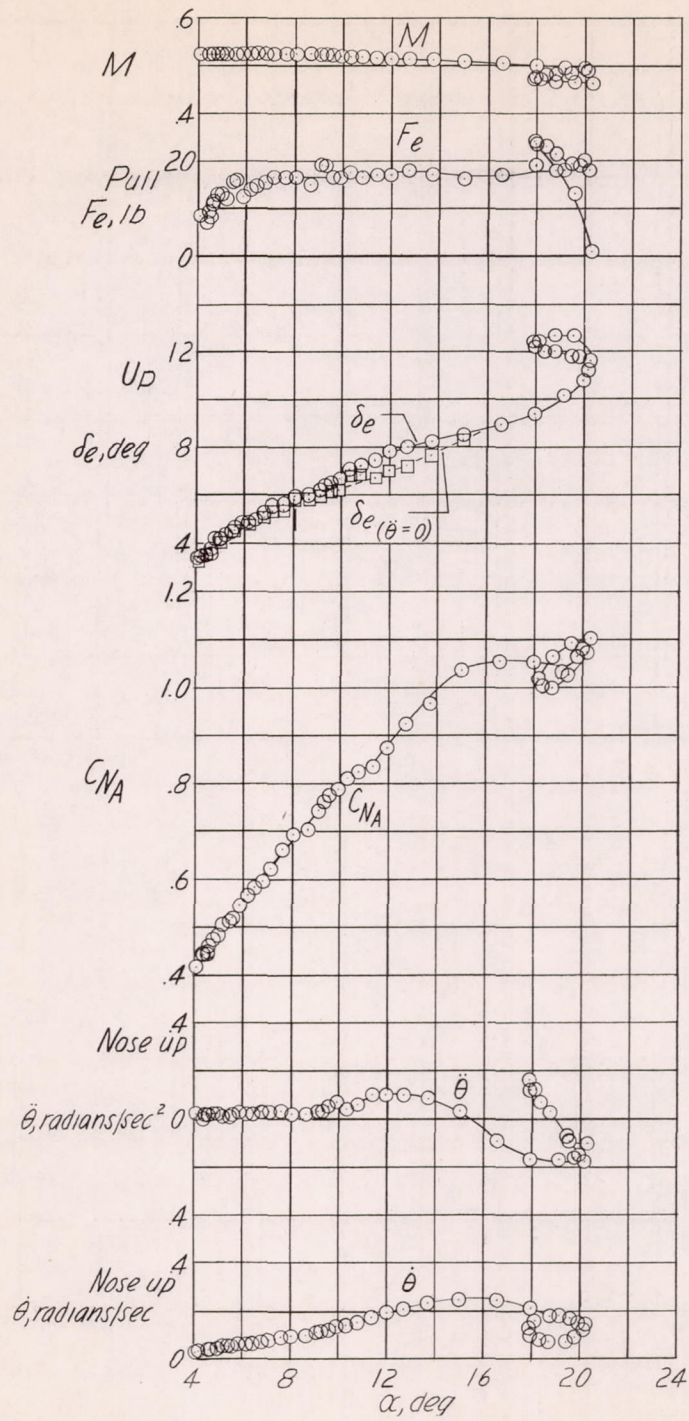 .6
M
M
.4
Fe
20
Pull
Fe, lb
0
12
Up
δe
δe, deg
8
δe(θ̈=0)
4
1.2
1.0
CNA
.8
CNA
.6
.4
.4
Nose up
θ̈
θ̈, radians/sec²
0
.4
.4
Nose up
θ̇
θ̇, radians/sec
0
4
8
12
16
20
24
α, deg